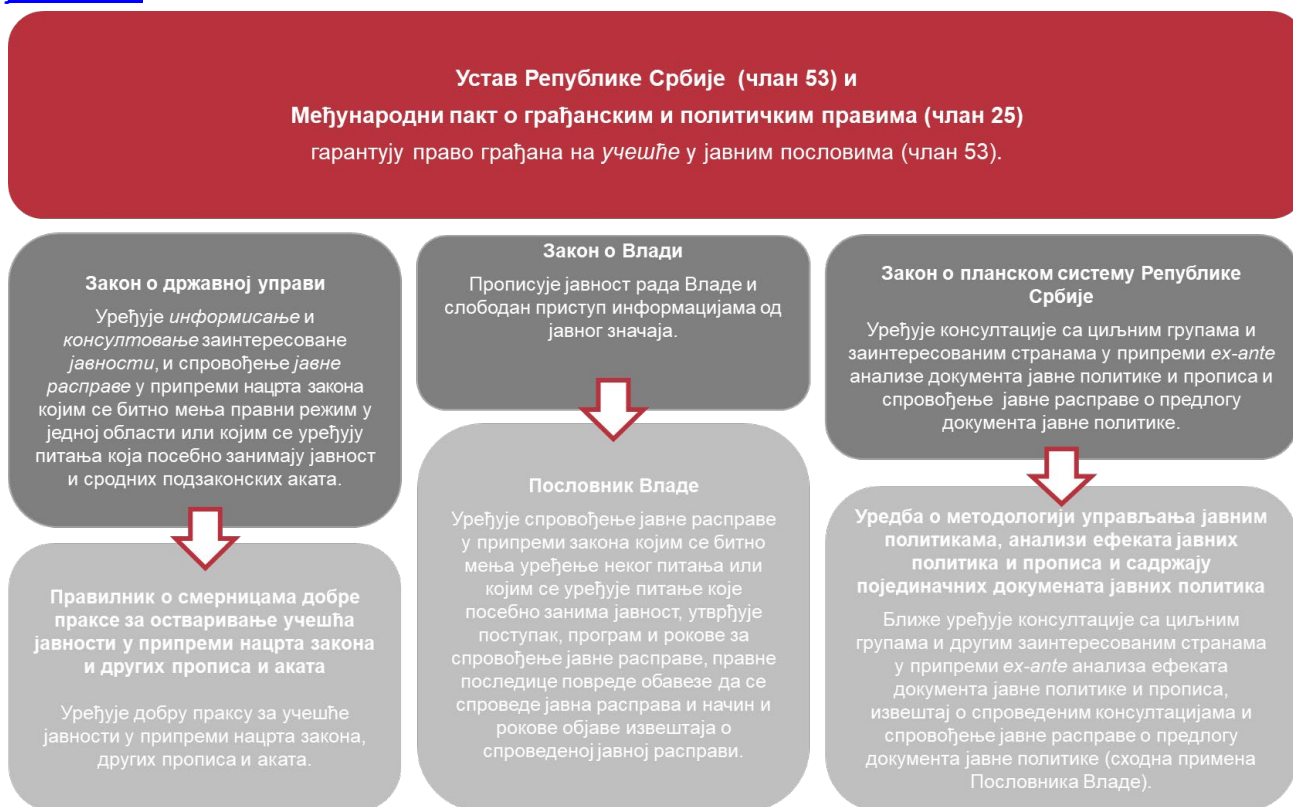 Устав Републике Србије (члан 53) и
Међународни пакт о грађанским и политичким правима (члан 25)
гарантују право грађана на учешће у јавним пословима (члан 53).
Закон о државној управи
Уређује информисање и
консултовање заинтересоване
јавности, и спровођење јавне
расправе у припреми нацрта закона
којим се битно мења правни режим у
једној области или којим се уређују
питања која посебно занимају јавност
и сродних подзаконских аката.
Правилник о смерницама добре
праксе за остваривање учешћа
јавности у припреми нацрта закона
и других прописа и аката
Уређује добру праксу за учешће
јавности у припреми нацрта закона,
других прописа и аката.
Закон о Влади
Прописује јавност рада Владе и
слободан приступ информацијама од
јавног значаја.
Пословник Владе
Уређује спровођење јавне расправе
у припреми закона којим се битно
мења уређење неког питања или
којим се уређује питање које
посебно занима јавност, утврђује
поступак, програм и рокове за
спровођење јавне расправе, правне
последице повреде обавезе да се
спроведе јавна расправа и начин и
рокове објаве извештаја о
спроведеној јавној расправи.
Закон о планском систему Републике
Србије
Уређује консултације са циљним групама и
заинтересованим странама у припреми ex-ante
анализе документа јавне политике и прописа и
спровођење јавне расправе о предлогу
документа јавне политике.
Уредба о методологији управљања јавним
политикама, анализи ефеката јавних
политика и прописа и садржају
појединачних докумената јавних политика
Ближе уређује консултације са циљним
групама и другим заинтересованим странама
у припреми ex-ante анализа ефеката
документа јавне политике и прописа,
извештај о спроведеним консултацијама и
спровођење јавне расправе о предлогу
документа јавне политике (сходна примена
Пословника Владе).